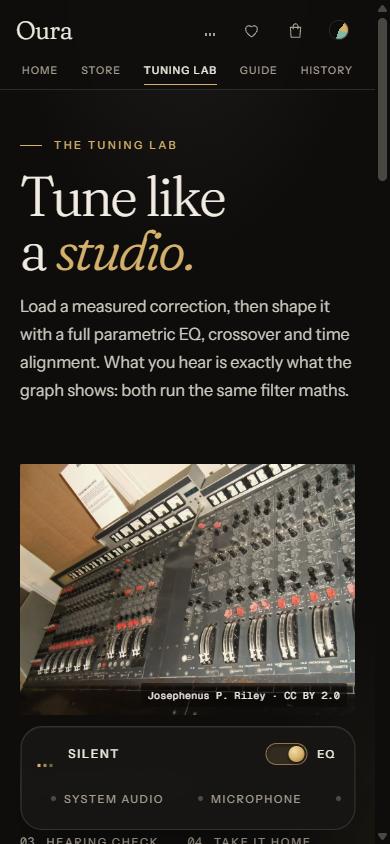 Oura
HOME STORE TUNING LAB GUIDE HISTORY
THE TUNING LAB
Tune like
a studio.
Load a measured correction, then shape it
with a full parametric EQ, crossover and time
alignment. What you hear is exactly what the
graph shows: both run the same filter maths.
Josephenus P. Riley · CC BY 2.0
SILENT EQ
SYSTEM AUDIO MICROPHONE
03 HEARING CHECK 04 TAKE IT HOME